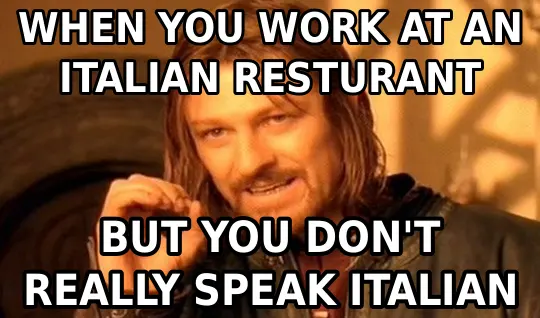 WHEN YOU WORK AT AN
ITALIAN RESTURANT
BUT YOU DON'T
REALLY SPEAK ITALIAN